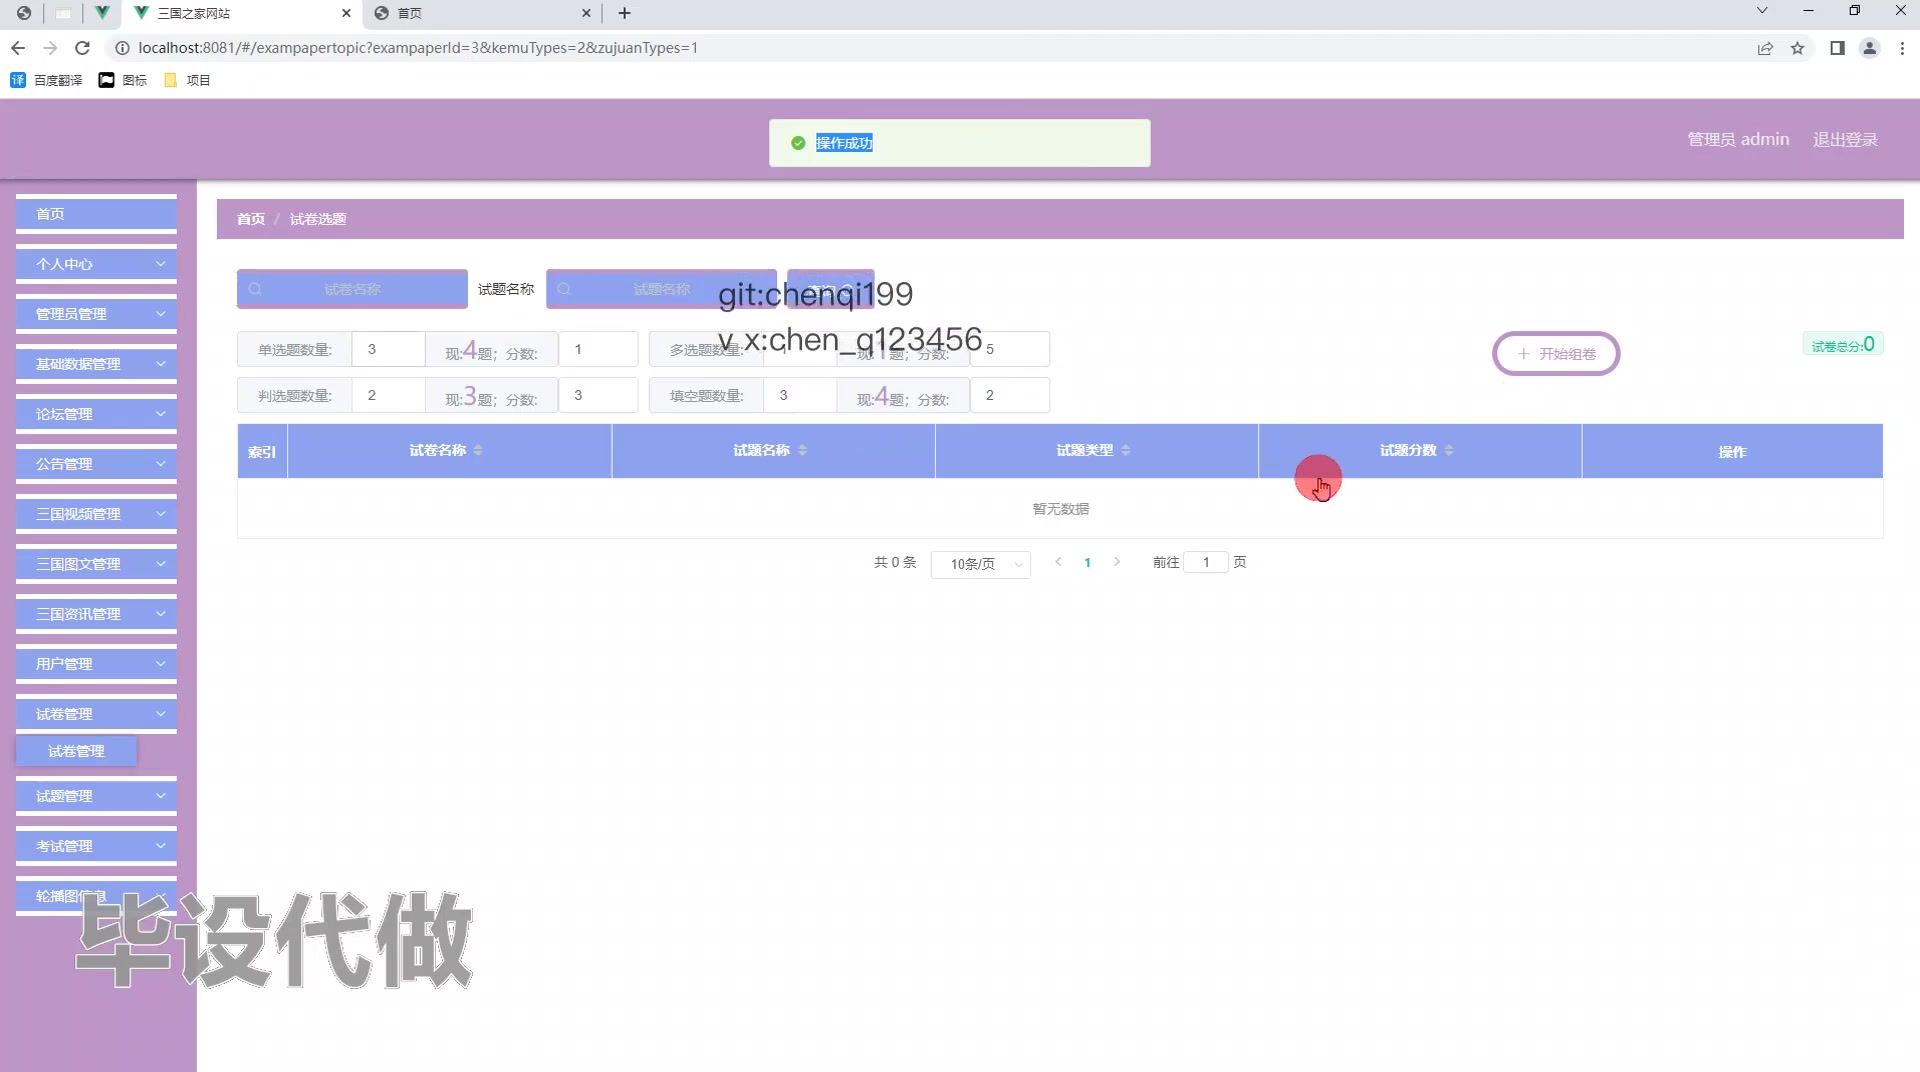 三国之家网站
首页
localhost:8081/#/exampapertopic?exampaperId=3&kemuTypes=2&zujuanTypes=1
百度翻译 图标 项目
操作成功
管理员 admin 退出登录
首页
个人中心
管理员管理
基础数据管理
论坛管理
公告管理
三国视频管理
三国图文管理
三国资讯管理
用户管理
试卷管理
试卷管理
试题管理
考试管理
轮播图信息
首页 / 试卷选题
试卷名称 试题名称 试题名称
git:chenqi199
v x:chen_q123456
单选题数量: 3 现:4题; 分数: 1 多选题数量: 现: 题; 分数: 5
开始组卷
试卷总分:0
判选题数量: 2 现:3题; 分数: 3 填空题数量: 3 现:4题; 分数: 2
索引 试卷名称 试题名称 试题类型 试题分数 操作
暂无数据
共 0 条 10条/页 1 前往 1 页
毕设代做